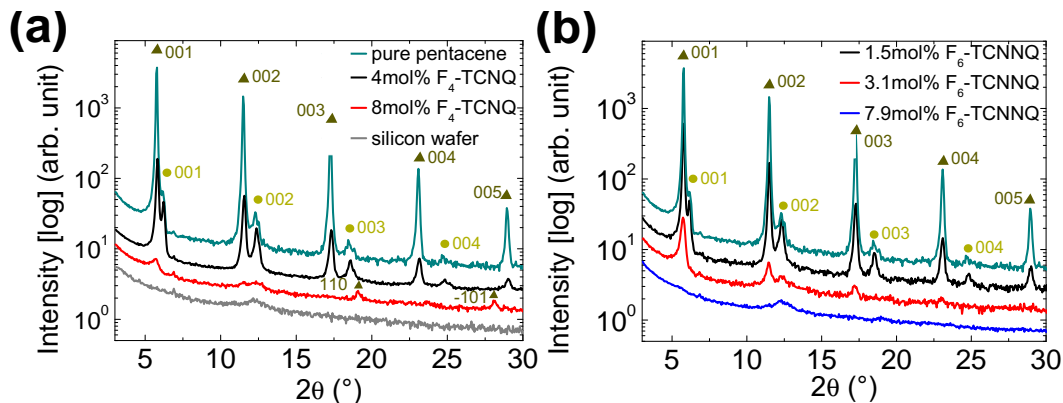 (a)
Intensity [log] (arb. unit)
10³
10²
10¹
10⁰
001
001
002
002
003
003
004
004
005
110
-101
pure pentacene
4mol% F₄-TCNQ
8mol% F₄-TCNQ
silicon wafer
5 10 15 20 25 30
2θ (°)
(b)
Intensity [log] (arb. unit)
10³
10²
10¹
10⁰
001
001
002
002
003
003
004
004
005
1.5mol% F₆-TCNNQ
3.1mol% F₆-TCNNQ
7.9mol% F₆-TCNNQ
5 10 15 20 25 30
2θ (°)